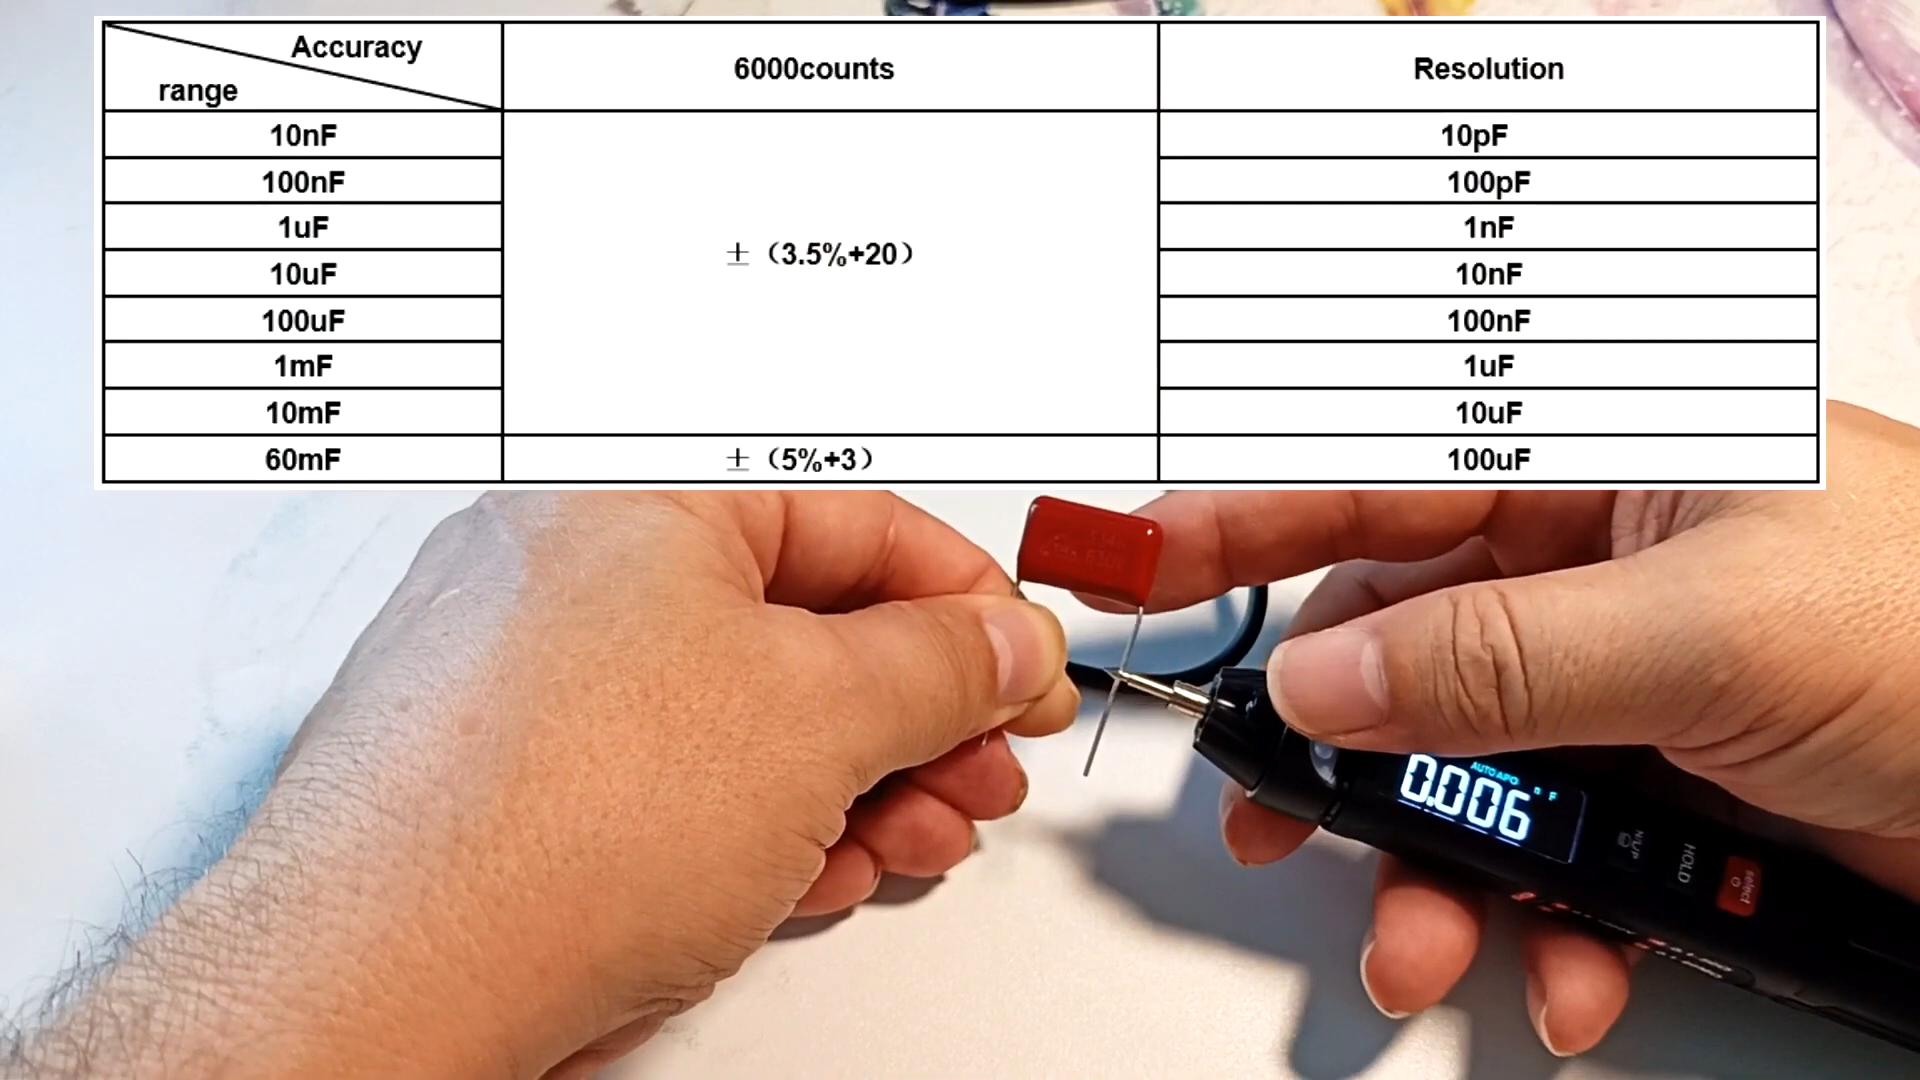 Accuracy
range
6000counts
Resolution
10nF
10pF
100nF
100pF
1uF
1nF
± (3.5%+20)
10uF
10nF
100uF
100nF
1mF
1uF
10mF
10uF
60mF
± (5%+3)
100uF
AUTO APO
0.006 n F
HOLD
select